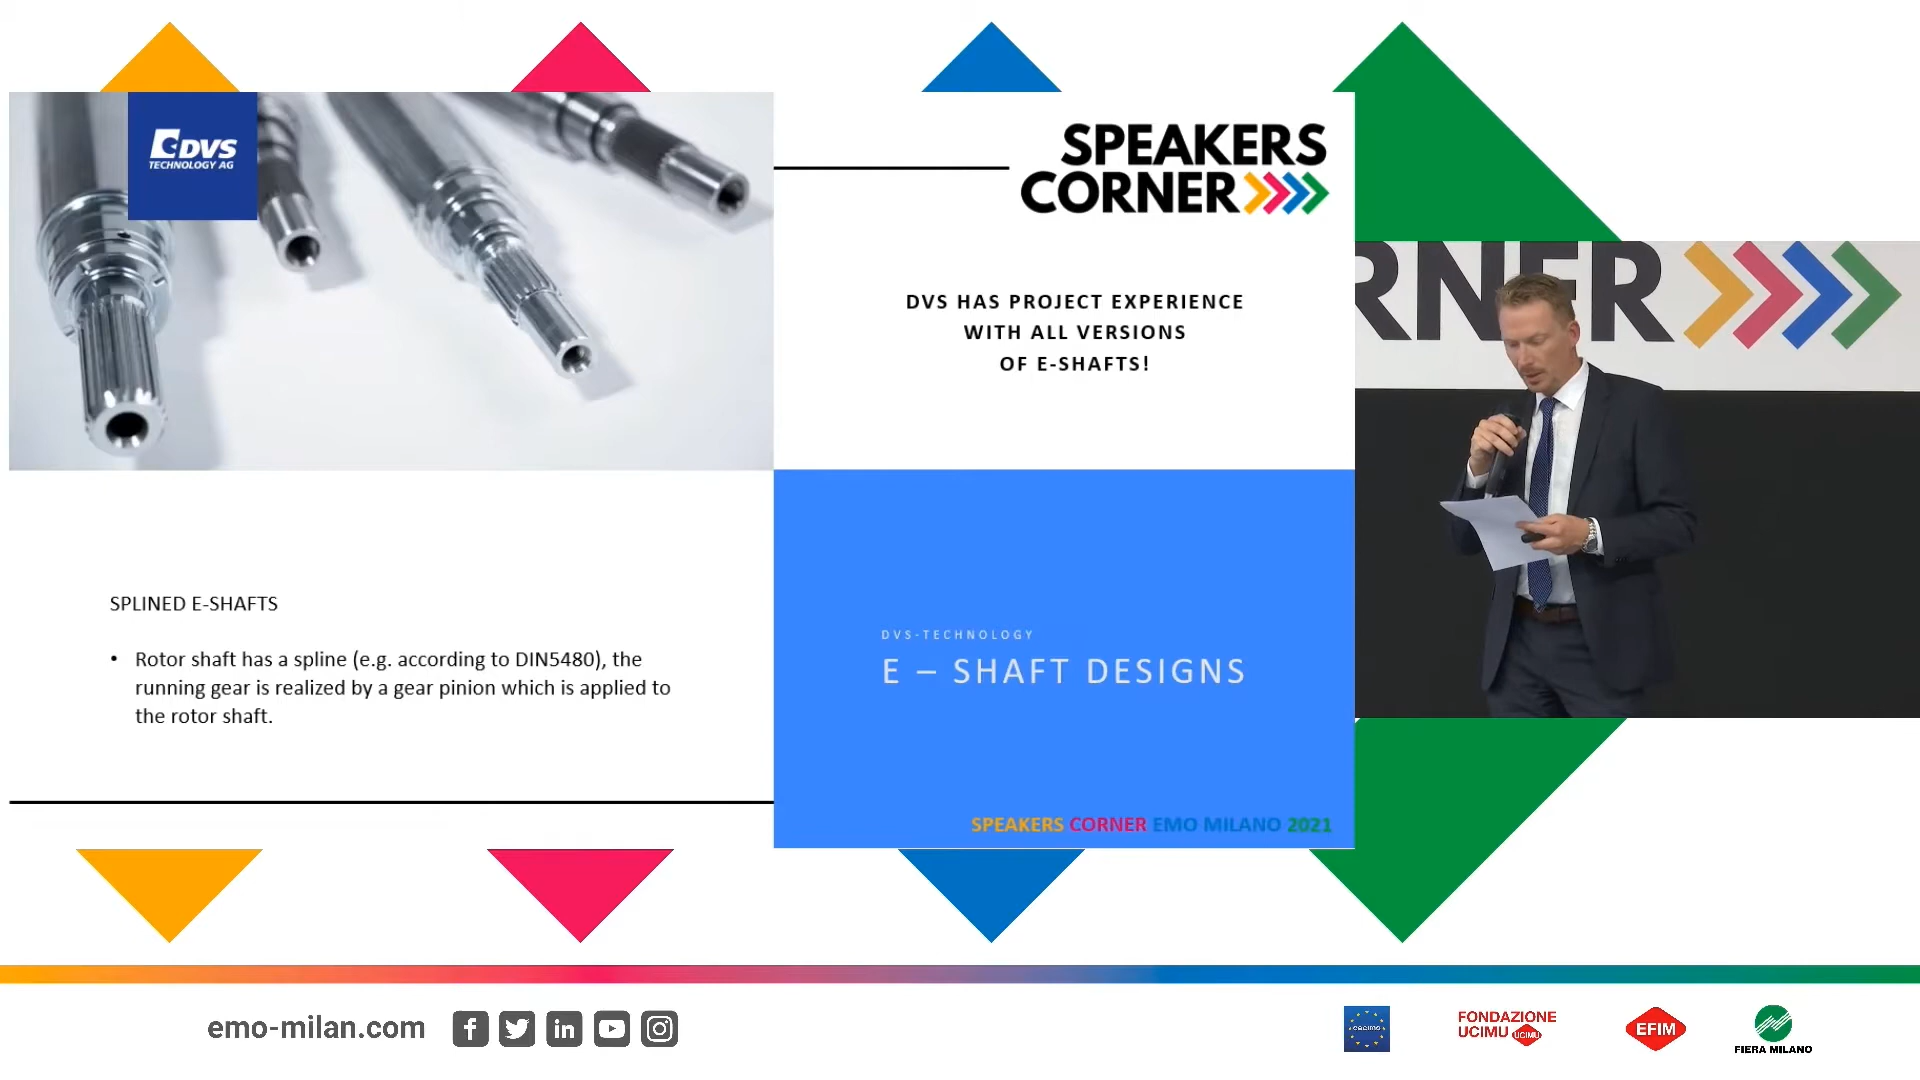 DVS
TECHNOLOGY AG
SPEAKERS
CORNER
DVS HAS PROJECT EXPERIENCE
WITH ALL VERSIONS
OF E-SHAFTS!
RNER
SPLINED E-SHAFTS
• Rotor shaft has a spline (e.g. according to DIN5480), the
running gear is realized by a gear pinion which is applied to
the rotor shaft.
DVS-TECHNOLOGY
E – SHAFT DESIGNS
SPEAKERS CORNER EMO MILANO 2021
emo-milan.com
cecimo
FONDAZIONE
UCIMU
UCIMU
EFIM
FIERA MILANO